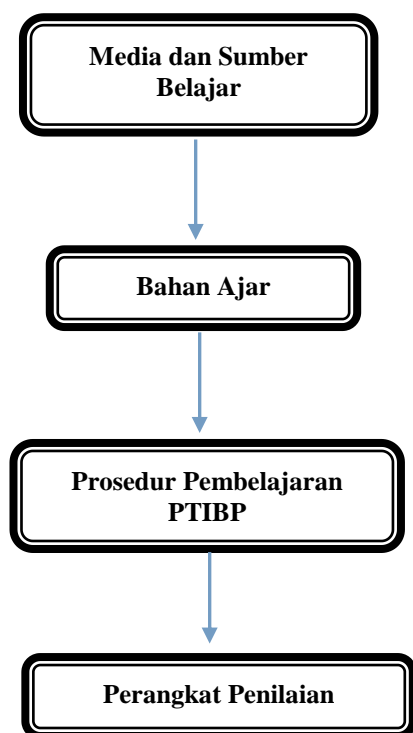 Media dan Sumber
Belajar
Bahan Ajar
Prosedur Pembelajaran
PTIBP
Perangkat Penilaian